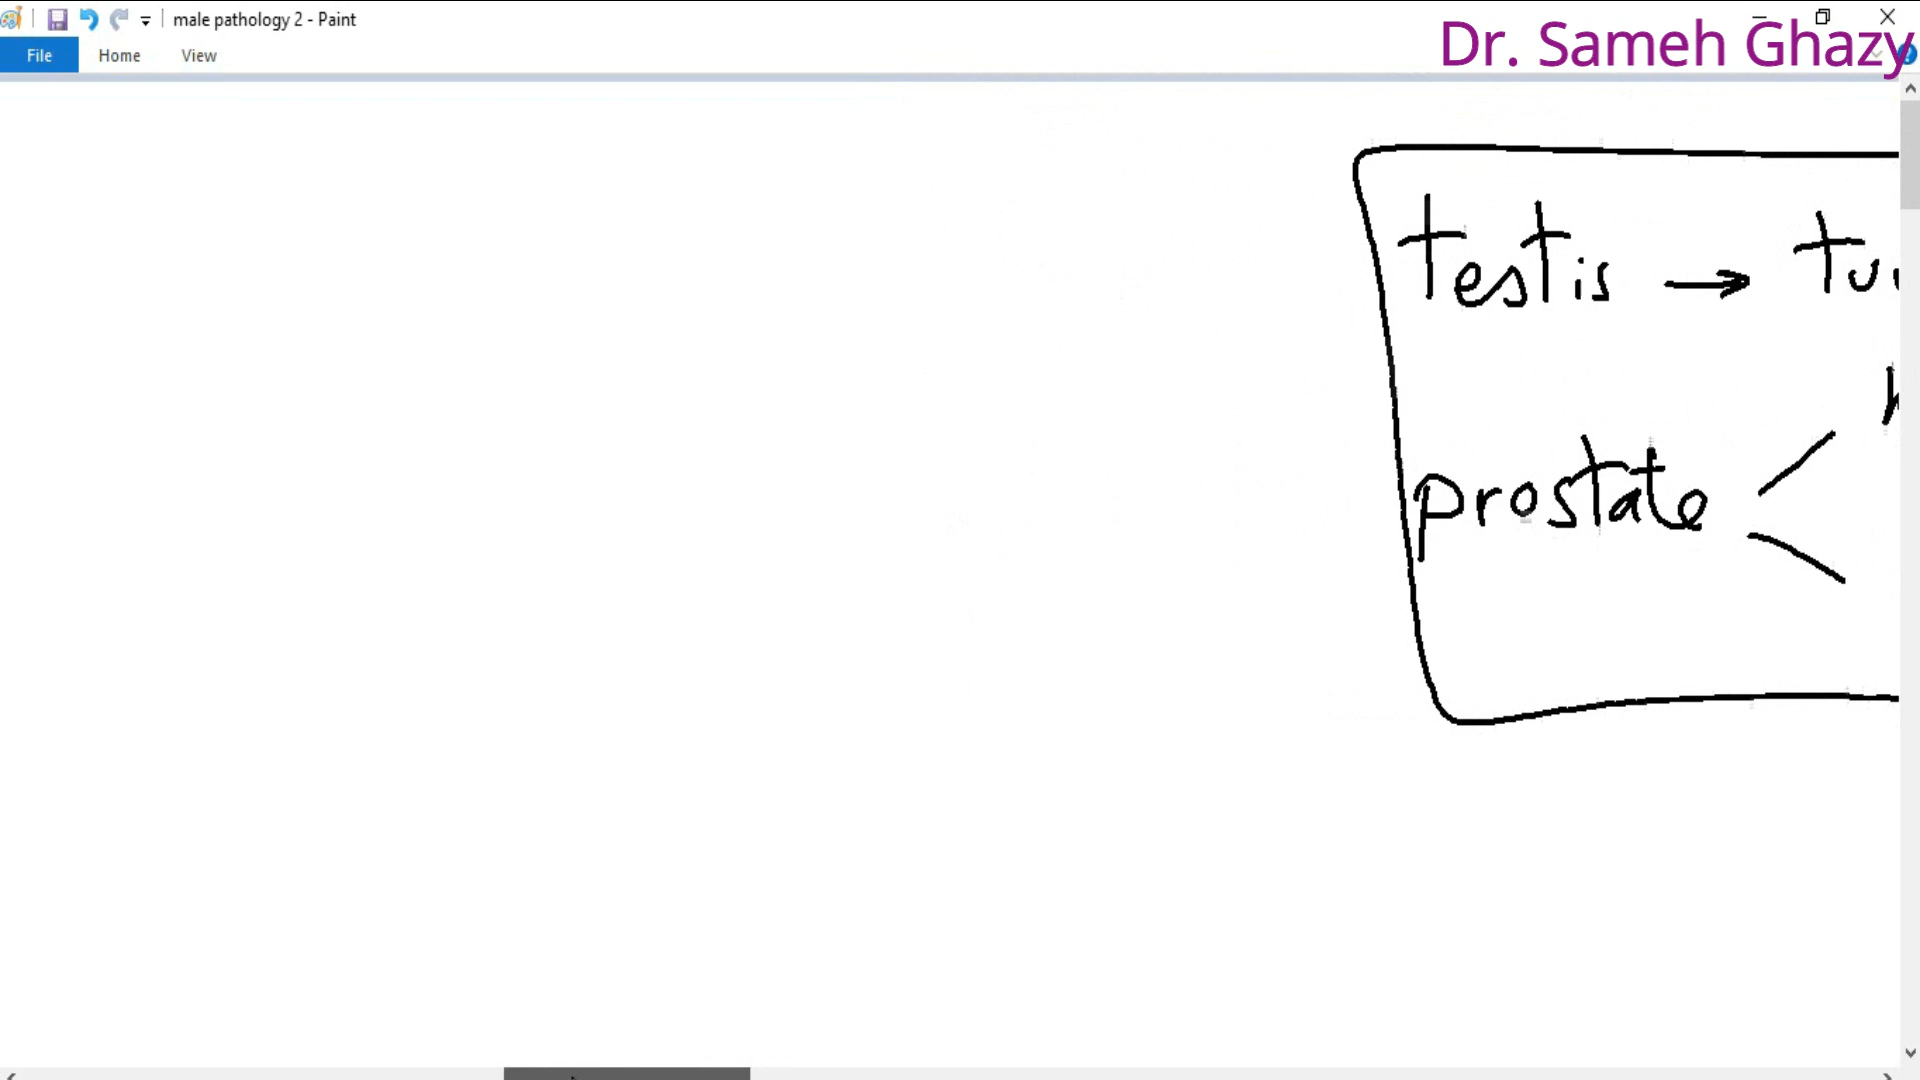 male pathology 2 - Paint
Dr. Sameh Ghazy
File Home View
testis →
prostate